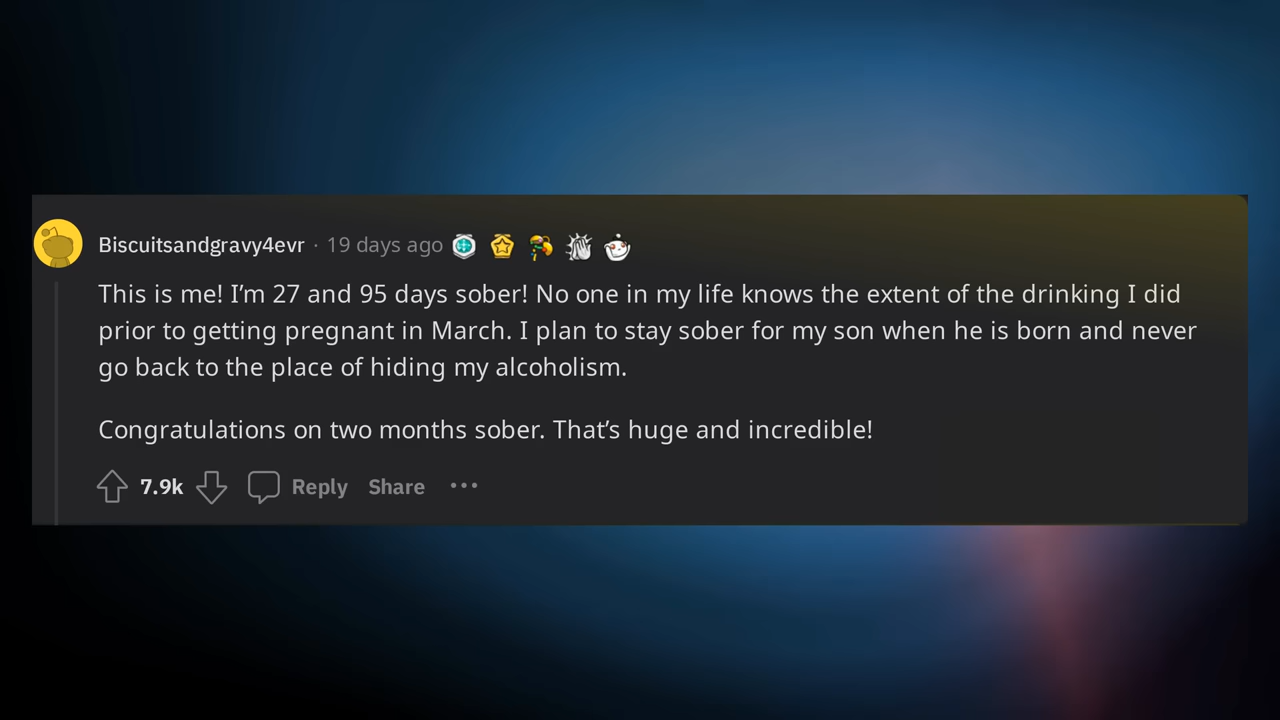 Biscuitsandgravy4evr · 19 days ago
This is me! I’m 27 and 95 days sober! No one in my life knows the extent of the drinking I did
prior to getting pregnant in March. I plan to stay sober for my son when he is born and never
go back to the place of hiding my alcoholism.
Congratulations on two months sober. That’s huge and incredible!
7.9k Reply Share ···